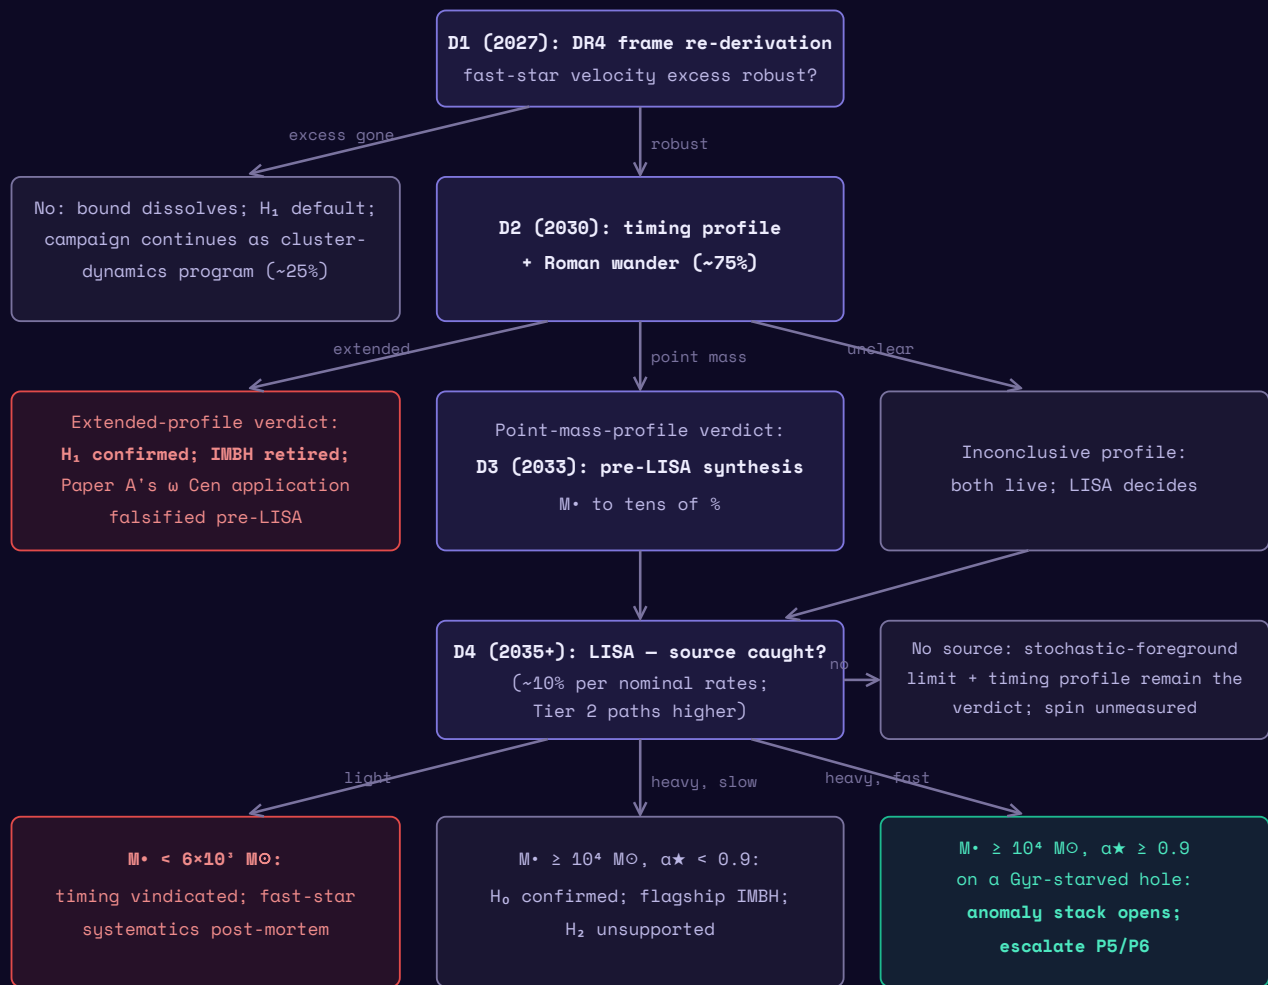 D1 (2027): DR4 frame re-derivation
fast-star velocity excess robust?
excess gone
robust
No: bound dissolves; H₁ default;
campaign continues as cluster-
dynamics program (~25%)
D2 (2030): timing profile
+ Roman wander (~75%)
extended
point mass
unclear
Extended-profile verdict:
H₁ confirmed; IMBH retired;
Paper A's ω Cen application
falsified pre-LISA
Point-mass-profile verdict:
D3 (2033): pre-LISA synthesis
M• to tens of %
Inconclusive profile:
both live; LISA decides
D4 (2035+): LISA — source caught?
(~10% per nominal rates;
Tier 2 paths higher)
no
No source: stochastic-foreground
limit + timing profile remain the
verdict; spin unmeasured
light
heavy, slow
heavy, fast
M• < 6×10³ M⊙:
timing vindicated; fast-star
systematics post-mortem
M• ≥ 10⁴ M⊙, a★ < 0.9:
H₀ confirmed; flagship IMBH;
H₂ unsupported
M• ≥ 10⁴ M⊙, a★ ≥ 0.9
on a Gyr-starved hole:
anomaly stack opens;
escalate P5/P6